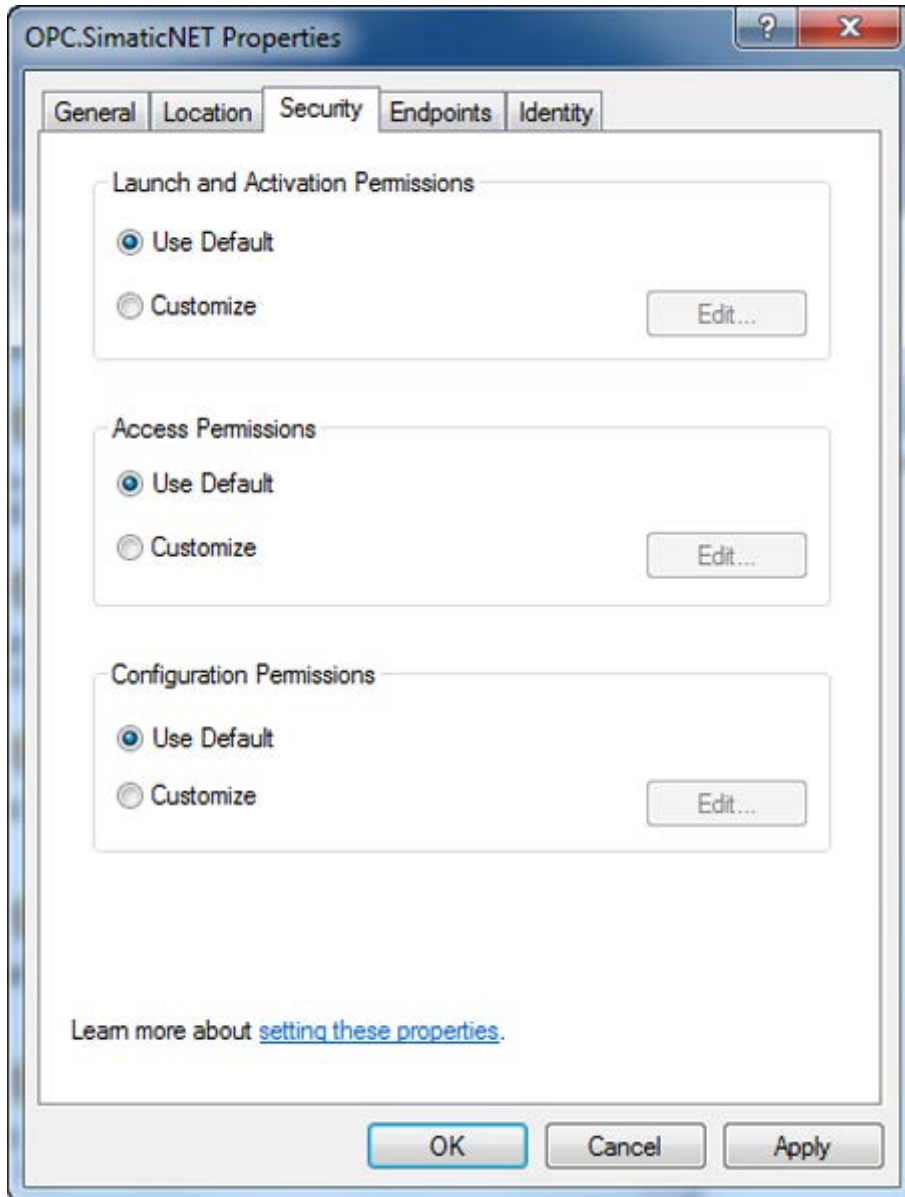 OPC.SimaticNET Properties
?
General Location Security Endpoints Identity
Launch and Activation Permissions
Use Default
Customize
Edit...
Access Permissions
Use Default
Customize
Edit...
Configuration Permissions
Use Default
Customize
Edit...
Learn more about setting these properties.
OK Cancel Apply